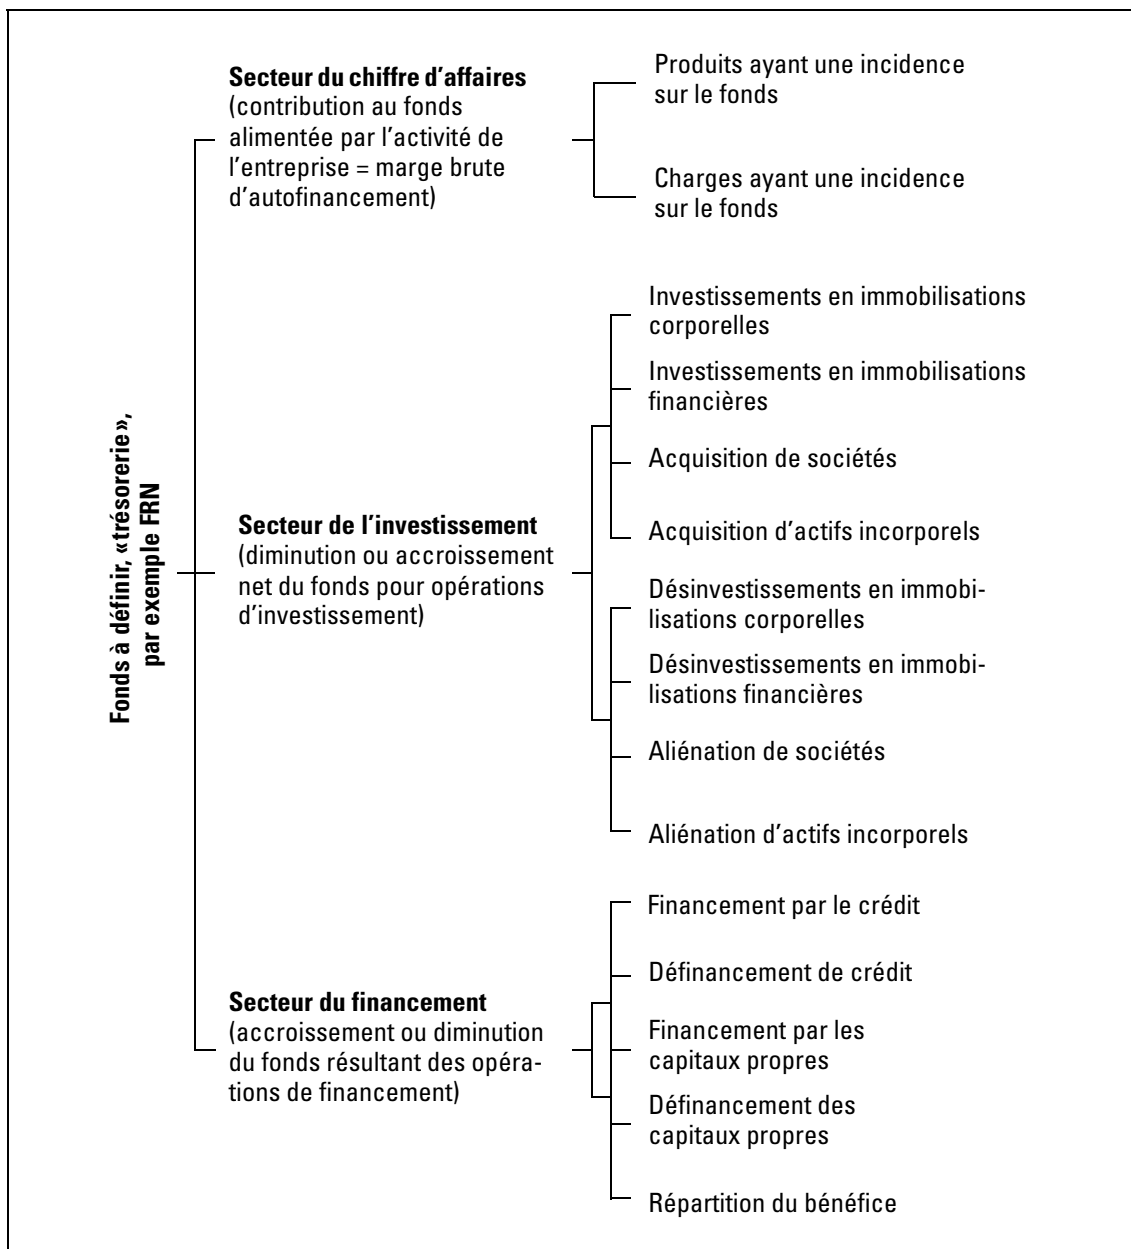 Fonds à définir, «trésorerie»,
par exemple FRN
Secteur du chiffre d'affaires
(contribution au fonds
alimentée par l'activité de
l'entreprise = marge brute
d'autofinancement)
Produits ayant une incidence
sur le fonds
Charges ayant une incidence
sur le fonds
Secteur de l'investissement
(diminution ou accroissement
net du fonds pour opérations
d'investissement)
Investissements en immobilisations
corporelles
Investissements en immobilisations
financières
Acquisition de sociétés
Acquisition d'actifs incorporels
Désinvestissements en immobi-
lisations corporelles
Désinvestissements en immobi-
lisations financières
Aliénation de sociétés
Aliénation d'actifs incorporels
Secteur du financement
(accroissement ou diminution
du fonds résultant des opéra-
tions de financement)
Financement par le crédit
Définancement de crédit
Financement par les
capitaux propres
Définancement des
capitaux propres
Répartition du bénéfice